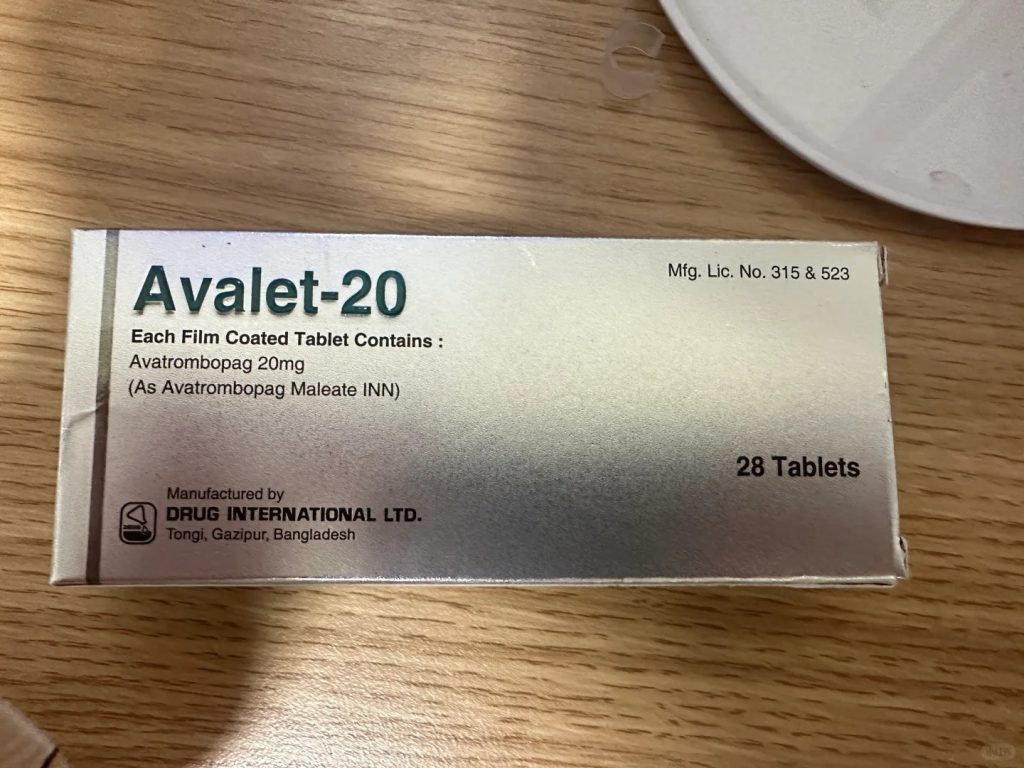 Avalet-20
Mfg. Lic. No. 315 & 523
Each Film Coated Tablet Contains :
Avatrombopag 20mg
(As Avatrombopag Maleate INN)
28 Tablets
Manufactured by
DRUG INTERNATIONAL LTD.
Tongi, Gazipur, Bangladesh